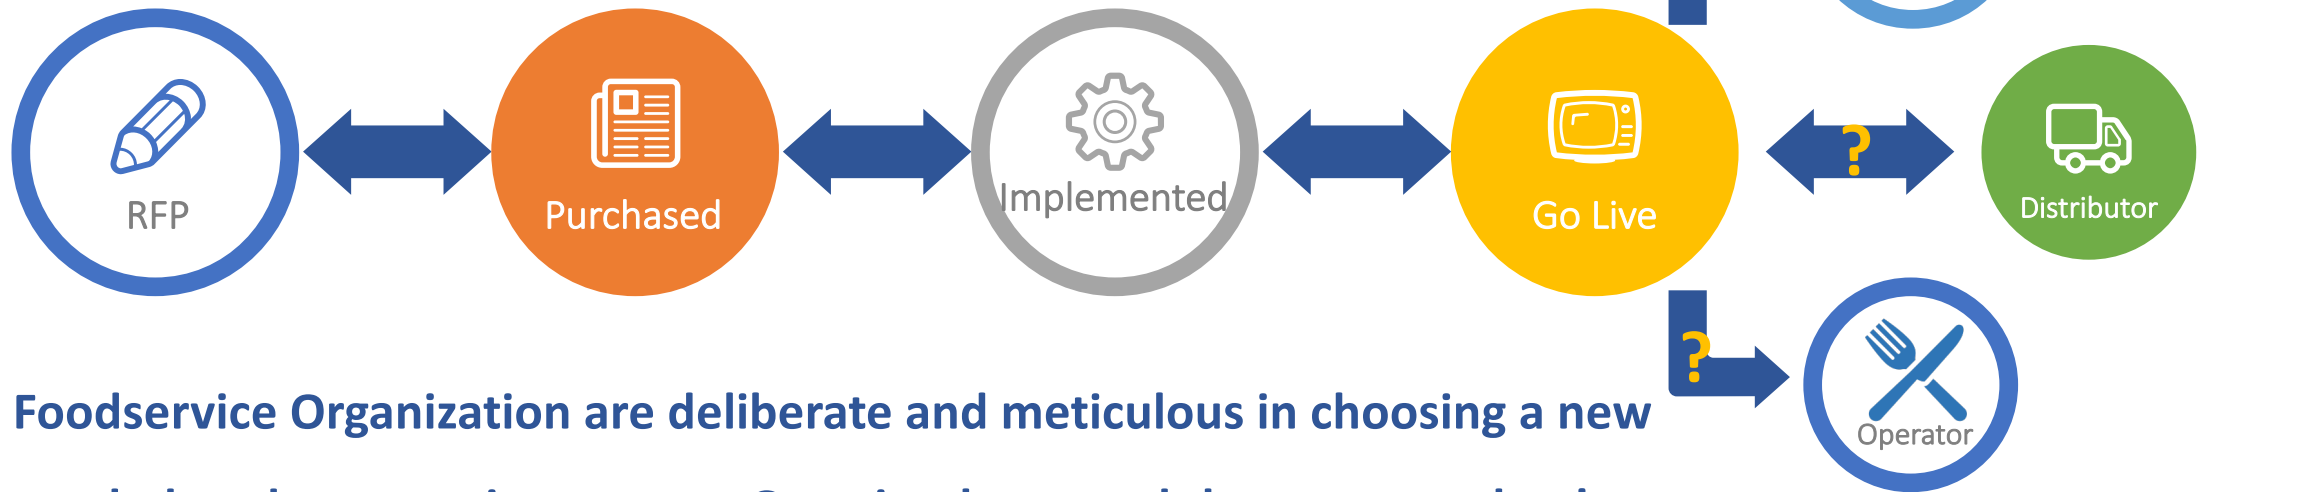 RFP
Purchased
Implemented
Go Live
?
Distributor
?
Operator
Foodservice Organization are deliberate and meticulous in choosing a new